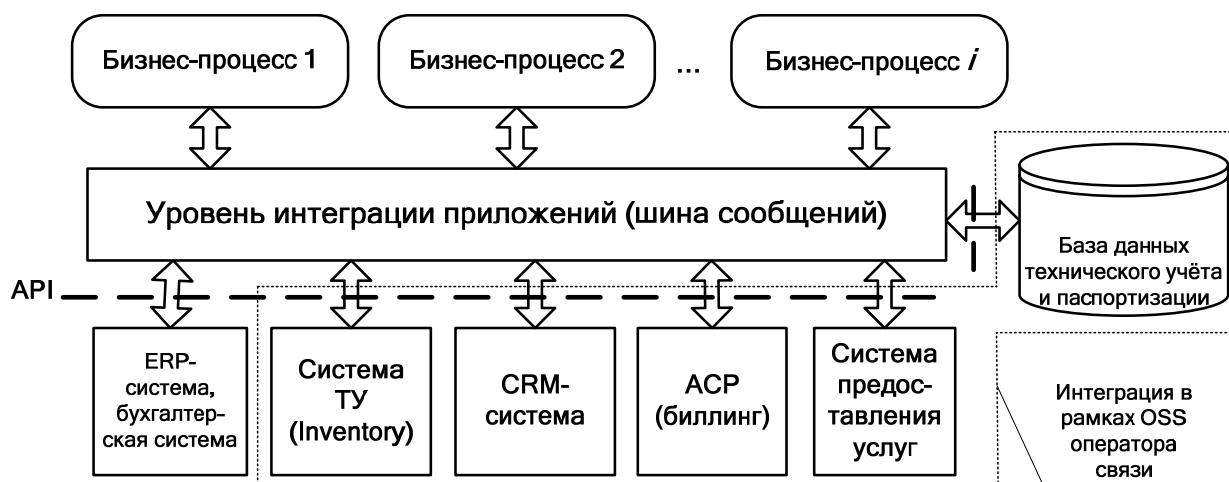 Бизнес-процесс 1
Бизнес-процесс 2
...
Бизнес-процесс i
Уровень интеграции приложений (шина сообщений)
База данных
технического учёта
и паспортизации
API
ERP-
система,
бухгалтер-
ская система
Система
ТУ
(Inventory)
CRM-
система
АСР
(биллинг)
Система
предос-
тавления
услуг
Интеграция в
рамках OSS
оператора
связи